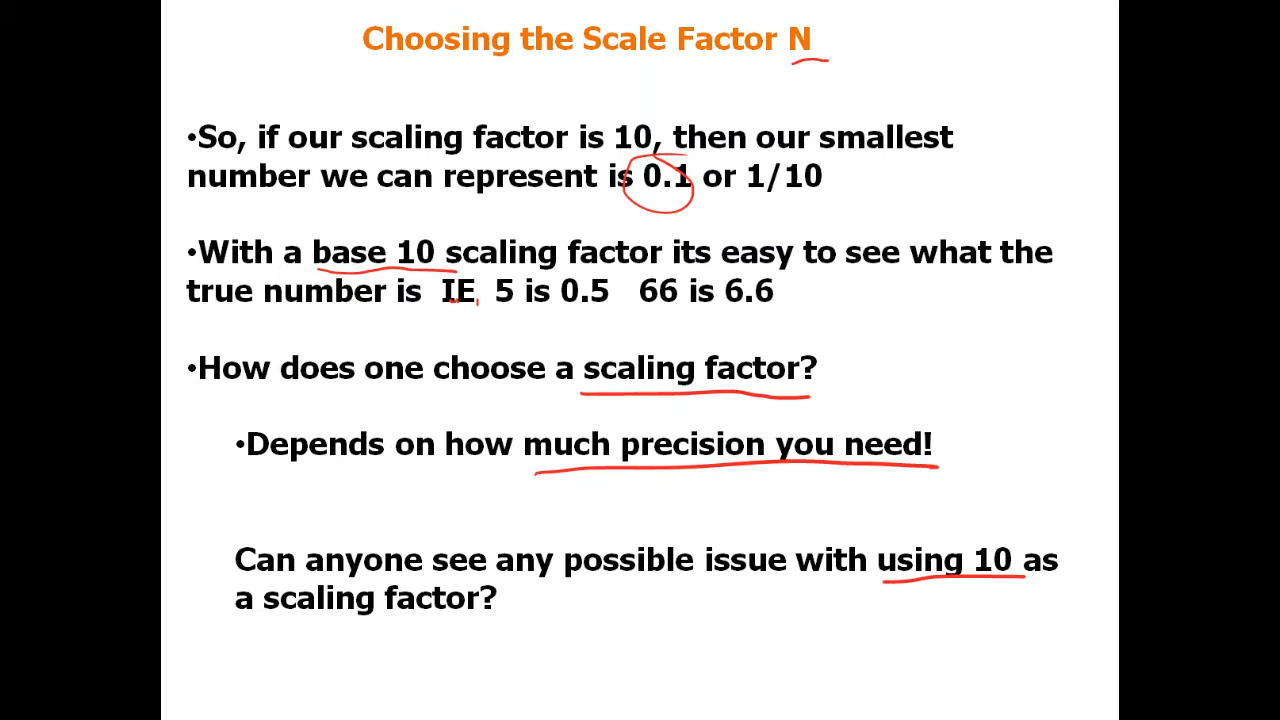 Choosing the Scale Factor N
•So, if our scaling factor is 10, then our smallest
number we can represent is 0.1 or 1/10
•With a base 10 scaling factor its easy to see what the
true number is  IE  5 is 0.5   66 is 6.6
•How does one choose a scaling factor?
•Depends on how much precision you need!
Can anyone see any possible issue with using 10 as
a scaling factor?